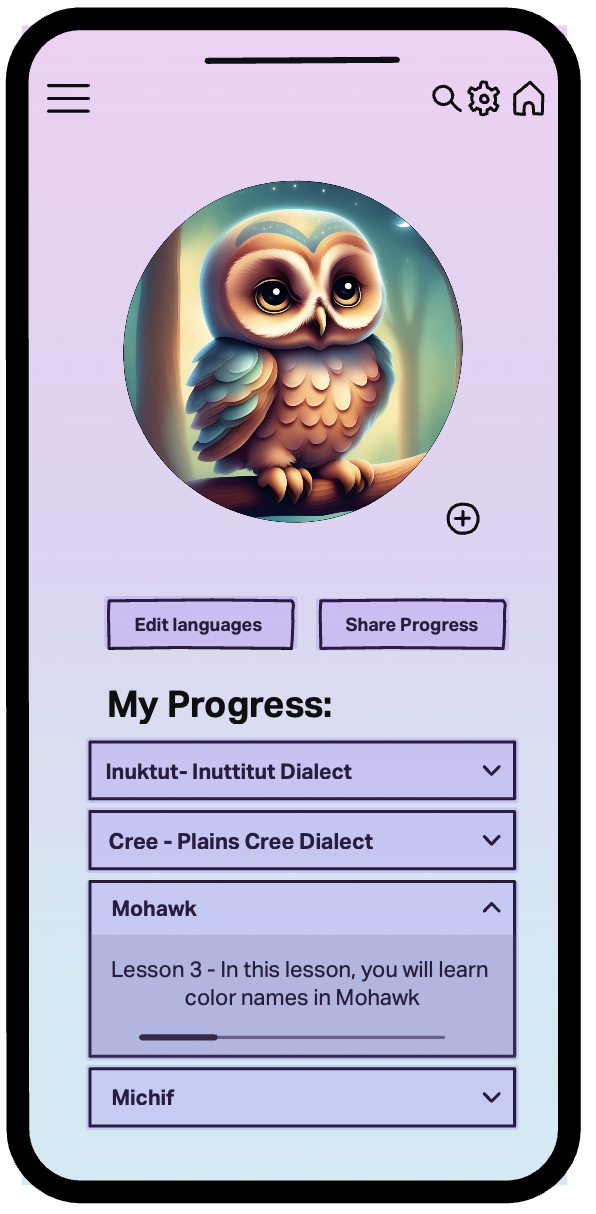 Edit languages
Share Progress
My Progress:
Inuktut- Inuttitut Dialect
Cree - Plains Cree Dialect
Mohawk
Lesson 3 - In this lesson, you will learn
color names in Mohawk
Michif